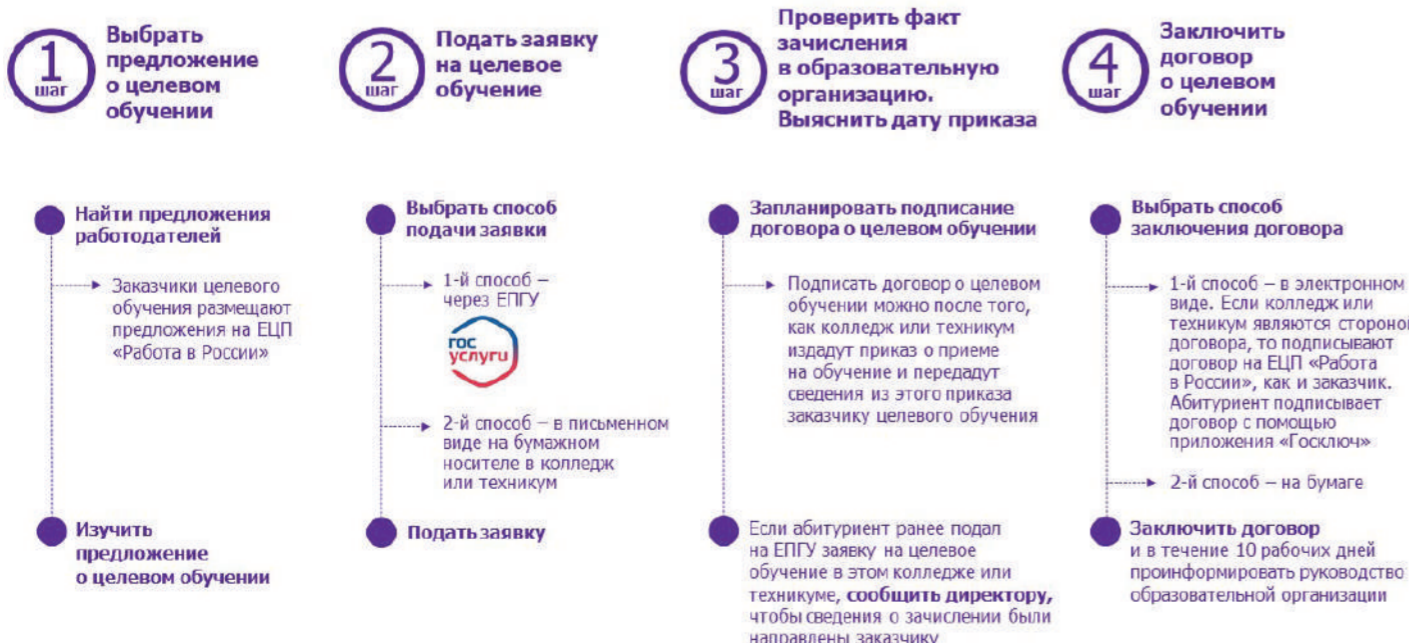 1
шаг
Выбрать
предложение
о целевом
обучении
Найти предложения
работодателей
Заказчики целевого
обучения размещают
предложения на ЕЦП
«Работа в России»
Изучить
предложение
о целевом обучении
2
шаг
Подать заявку
на целевое
обучение
Выбрать способ
подачи заявки
1-й способ –
через ЕПГУ
гос
услуги
2-й способ – в письменном
виде на бумажном
носителе в колледж
или техникум
Подать заявку
3
шаг
Проверить факт
зачисления
в образовательную
организацию.
Выяснить дату приказа
Запланировать подписание
договора о целевом обучении
Подписать договор о целевом
обучении можно после того,
как колледж или техникум
издадут приказ о приеме
на обучение и передадут
сведения из этого приказа
заказчику целевого обучения
Если абитуриент ранее подал
на ЕПГУ заявку на целевое
обучение в этом колледже или
техникуме, сообщить директору,
чтобы сведения о зачислении были
направлены заказчику
4
шаг
Заключить
договор
о целевом
обучении
Выбрать способ
заключения договора
1-й способ – в электронном
виде. Если колледж или
техникум являются стороной
договора, то подписывают
договор на ЕЦП «Работа
в России», как и заказчик.
Абитуриент подписывает
договор с помощью
приложения «Госключ»
2-й способ – на бумаге
Заключить договор
и в течение 10 рабочих дней
проинформировать руководство
образовательной организации